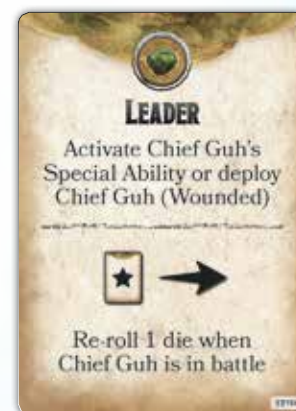 LEADER
Activate Chief Guh's
Special Ability or deploy
Chief Guh (Wounded)
Re-roll 1 die when
Chief Guh is in battle